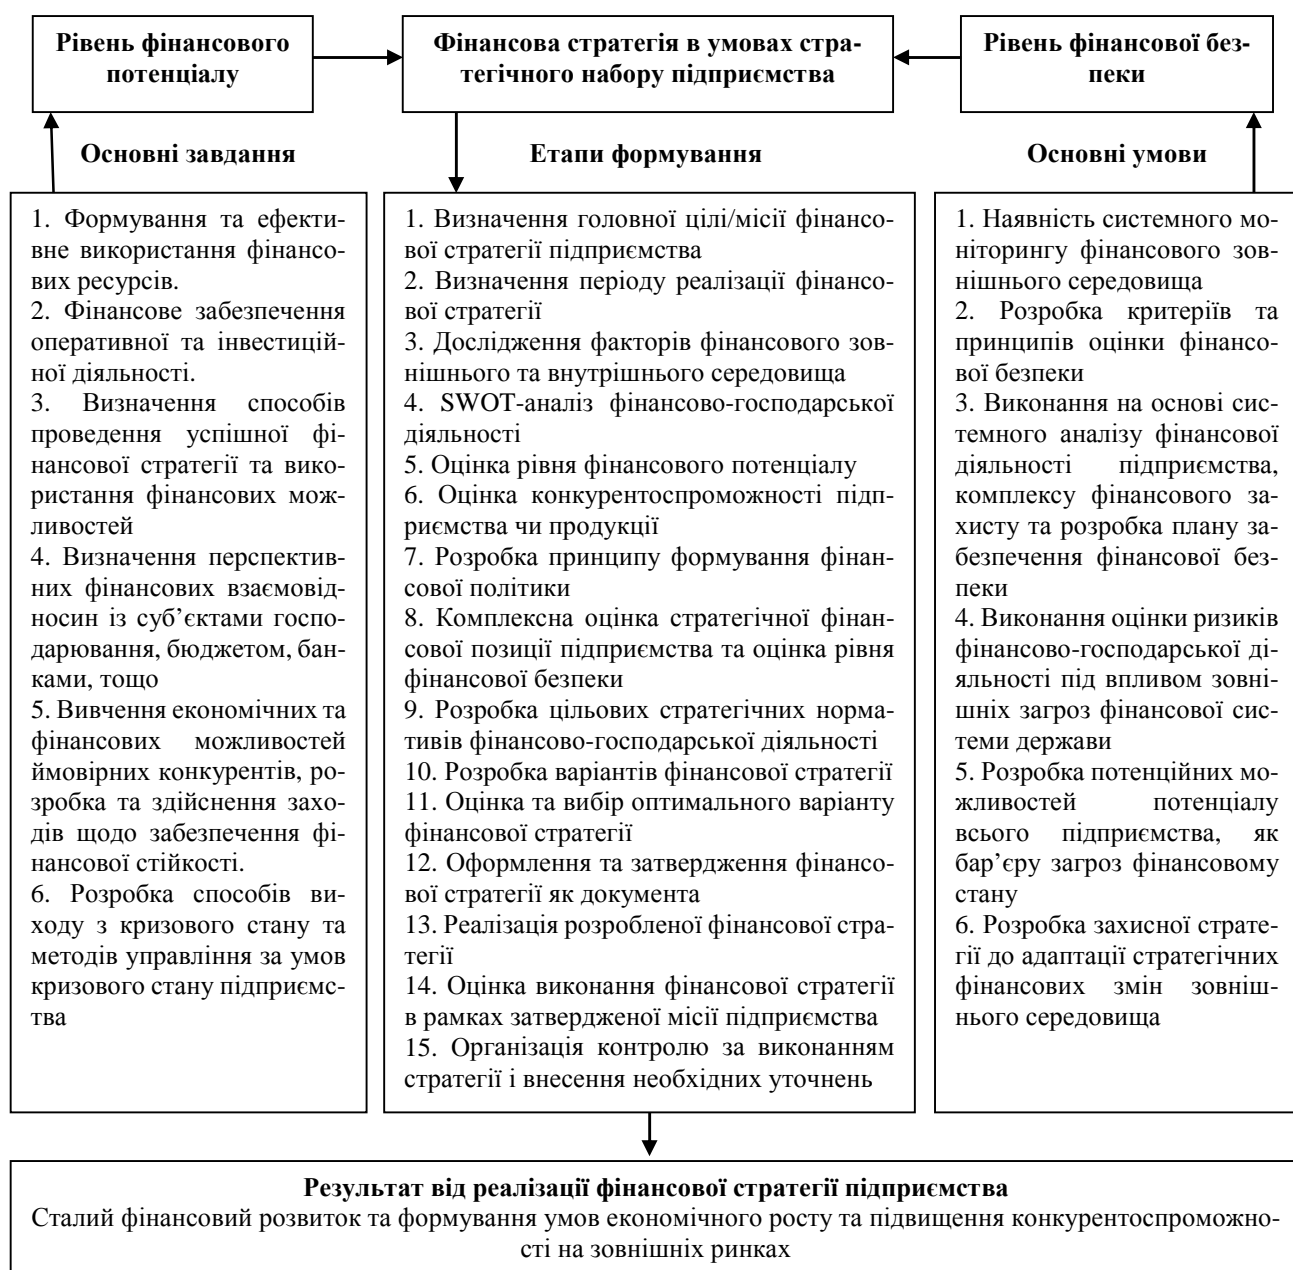 Рівень фінансового
потенціалу
Фінансова стратегія в умовах стра-
тегічного набору підприємства
Рівень фінансової без-
пеки
Основні завдання
Етапи формування
Основні умови
1. Формування та ефекти-
вне використання фінансо-
вих ресурсів.
2. Фінансове забезпечення
оперативної та інвестицій-
ної діяльності.
3. Визначення способів
проведення успішної фі-
нансової стратегії та вико-
ристання фінансових мож-
ливостей
4. Визначення перспектив-
них фінансових взаємовід-
носин із суб’єктами госпо-
дарювання, бюджетом, бан-
ками, тощо
5. Вивчення економічних та
фінансових можливостей
ймовірних конкурентів, ро-
зробка та здійснення захо-
дів щодо забезпечення фі-
нансової стійкості.
6. Розробка способів ви-
ходу з кризового стану та
методів управління за умов
кризового стану підприємс-
тва
1. Визначення головної цілі/місії фінансо-
вої стратегії підприємства
2. Визначення періоду реалізації фінансо-
вої стратегії
3. Дослідження факторів фінансового зов-
нішнього та внутрішнього середовища
4. SWOT-аналіз фінансово-господарської
діяльності
5. Оцінка рівня фінансового потенціалу
6. Оцінка конкурентоспроможності підп-
риємства чи продукції
7. Розробка принципу формування фінан-
сової політики
8. Комплексна оцінка стратегічної фінан-
сової позиції підприємства та оцінка рівня
фінансової безпеки
9. Розробка цільових стратегічних норма-
тивів фінансово-господарської діяльності
10. Розробка варіантів фінансової стратегії
11. Оцінка та вибір оптимального варіанту
фінансової стратегії
12. Оформлення та затвердження фінансо-
вої стратегії як документа
13. Реалізація розробленої фінансової стра-
тегії
14. Оцінка виконання фінансової стратегії
в рамках затвердженої місії підприємства
15. Організація контролю за виконанням
стратегії і внесення необхідних уточнень
1. Наявність системного мо-
ніторингу фінансового зов-
нішнього середовища
2. Розробка критеріїв та
принципів оцінки фінансо-
вої безпеки
3. Виконання на основі сис-
темного аналізу фінансової
діяльності підприємства,
комплексу фінансового за-
хисту та розробка плану за-
безпечення фінансової без-
пеки
4. Виконання оцінки ризиків
фінансово-господарської ді-
яльності під впливом зовні-
шніх загроз фінансової сис-
теми держави
5. Розробка потенційних мо-
жливостей потенціалу
всього підприємства, як
бар’єру загроз фінансовому
стану
6. Розробка захисної страте-
гії до адаптації стратегічних
фінансових змін зовніш-
нього середовища
Результат від реалізації фінансової стратегії підприємства
Сталий фінансовий розвиток та формування умов економічного росту та підвищення конкурентоспроможно-
сті на зовнішніх ринках